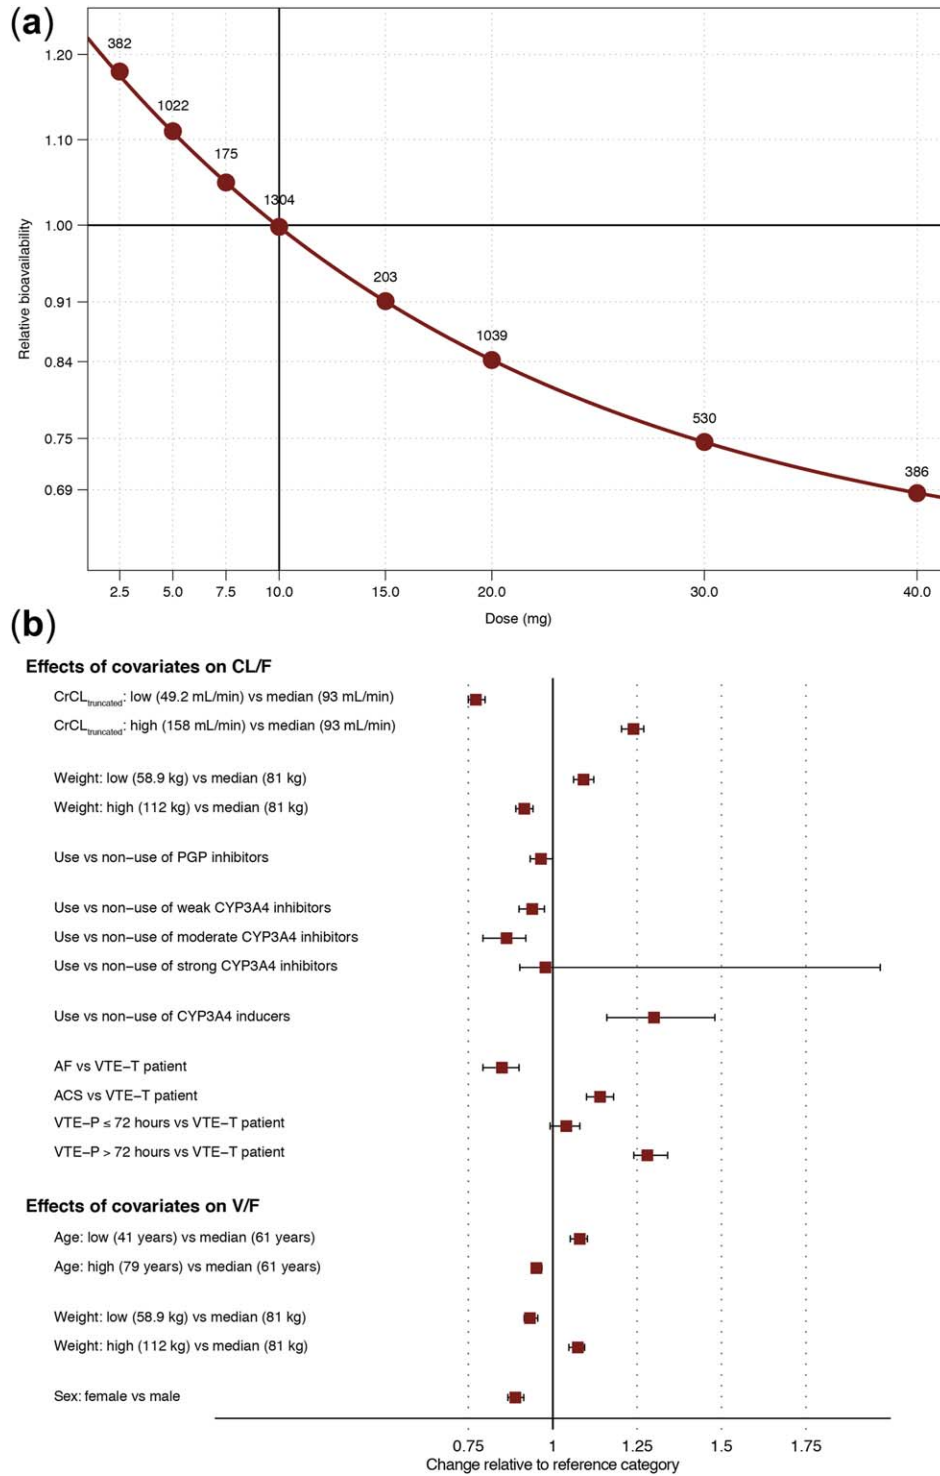 (a)
382
1022
175
1304
203
1039
530
386
1.20
1.10
1.00
0.91
0.84
0.75
0.69
Relative bioavailability
2.5 5.0 7.5 10.0 15.0 20.0 30.0 40.0
Dose (mg)
(b)
Effects of covariates on CL/F
CrCLtruncated: low (49.2 mL/min) vs median (93 mL/min)
CrCLtruncated: high (158 mL/min) vs median (93 mL/min)
Weight: low (58.9 kg) vs median (81 kg)
Weight: high (112 kg) vs median (81 kg)
Use vs non−use of PGP inhibitors
Use vs non−use of weak CYP3A4 inhibitors
Use vs non−use of moderate CYP3A4 inhibitors
Use vs non−use of strong CYP3A4 inhibitors
Use vs non−use of CYP3A4 inducers
AF vs VTE−T patient
ACS vs VTE−T patient
VTE−P ≤ 72 hours vs VTE−T patient
VTE−P > 72 hours vs VTE−T patient
Effects of covariates on V/F
Age: low (41 years) vs median (61 years)
Age: high (79 years) vs median (61 years)
Weight: low (58.9 kg) vs median (81 kg)
Weight: high (112 kg) vs median (81 kg)
Sex: female vs male
0.75 1 1.25 1.5 1.75
Change relative to reference category